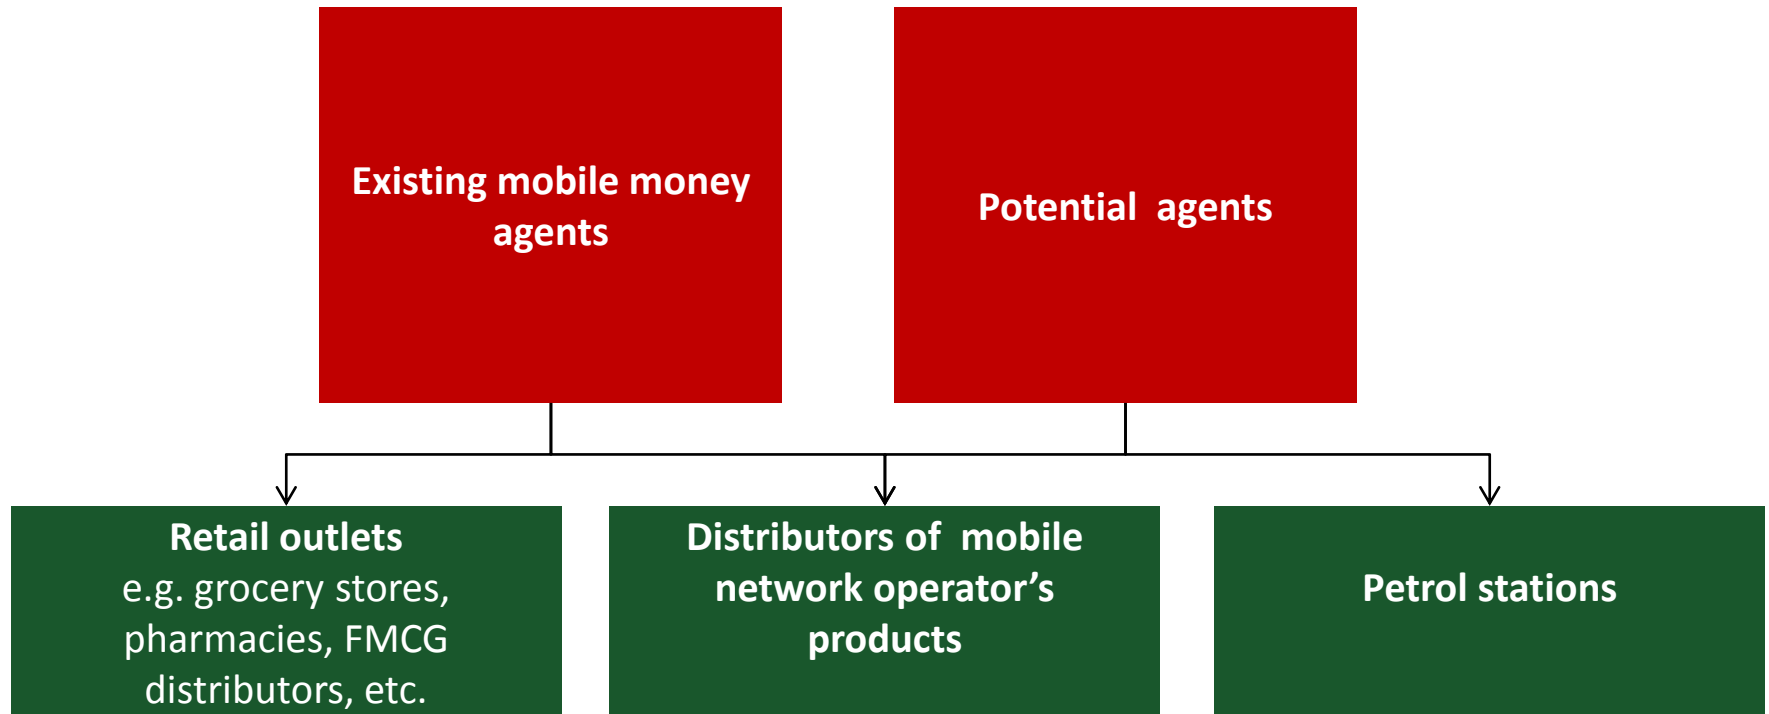 Existing mobile money
agents
Potential  agents
Retail outlets
e.g. grocery stores,
pharmacies, FMCG
distributors, etc.
Distributors of  mobile
network operator’s
products
Petrol stations